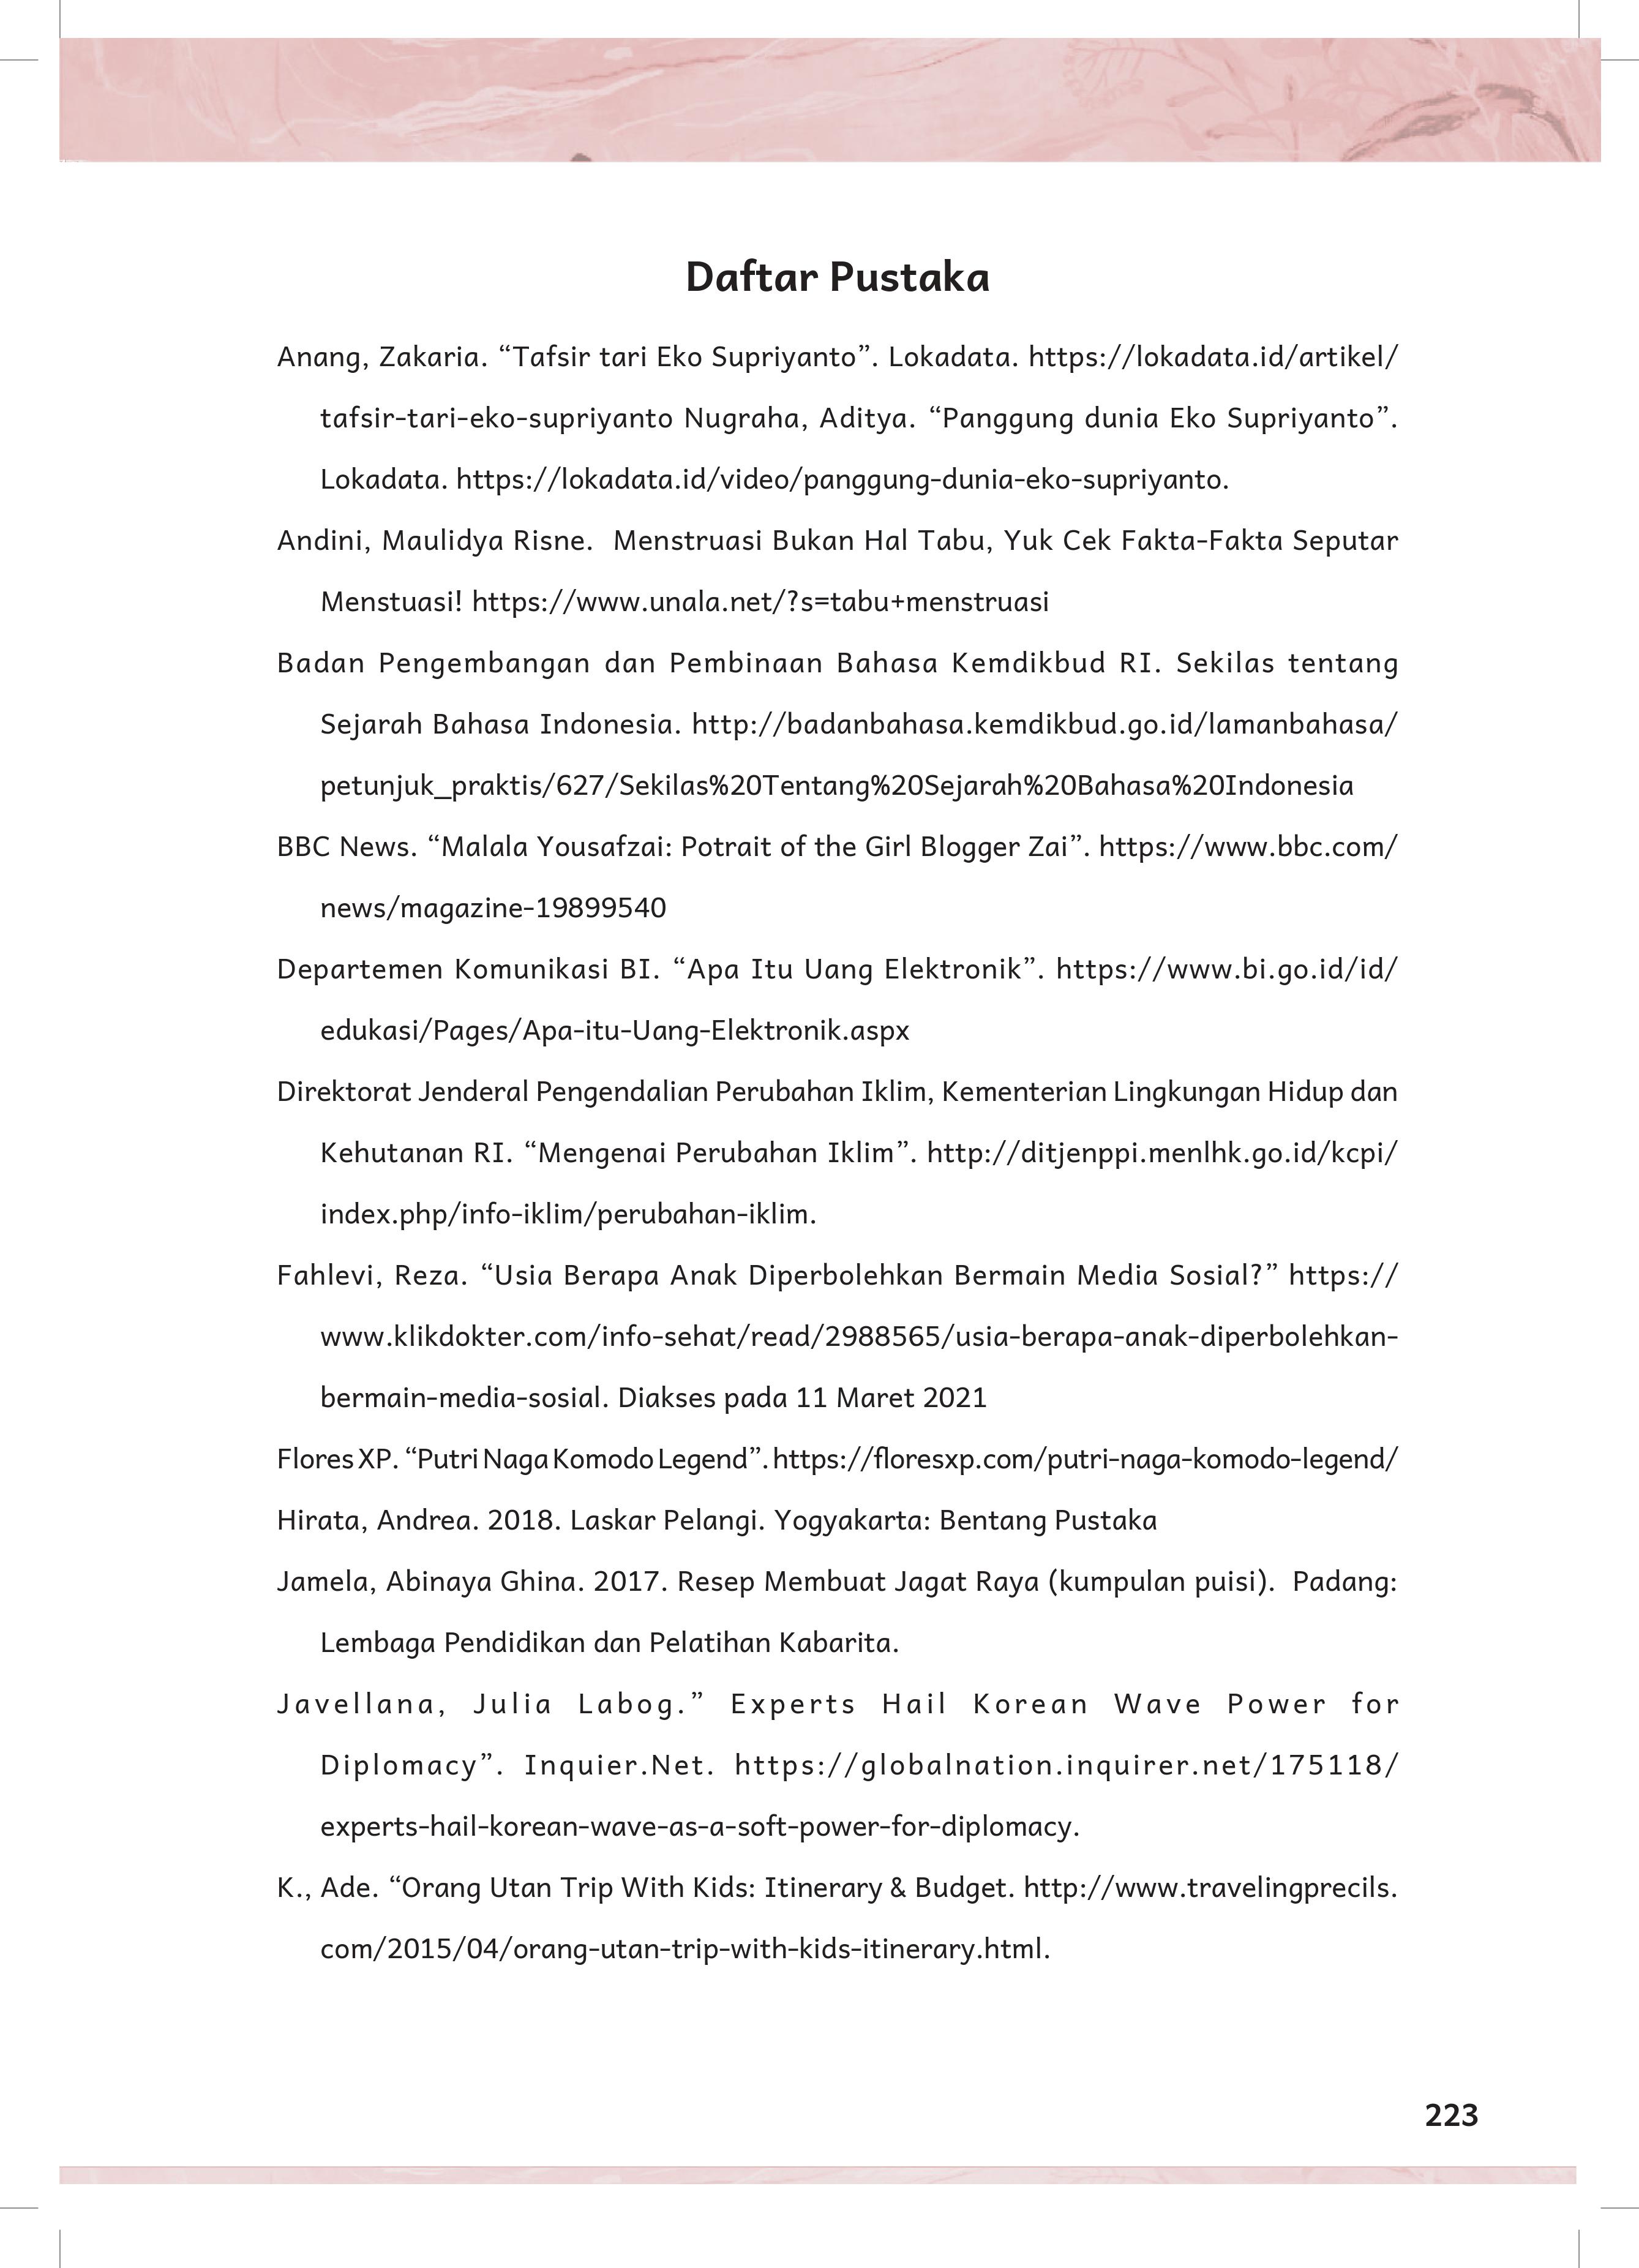 Daftar Pustaka
Anang, Zakaria. “Tafsir tari Eko Supriyanto”. Lokadata. https://lokadata.id/artikel/
tafsir-tari-eko-supriyanto Nugraha, Aditya. “Panggung dunia Eko Supriyanto”.
Lokadata. https://lokadata.id/video/panggung-dunia-eko-supriyanto.
Andini, Maulidya Risne.  Menstruasi Bukan Hal Tabu, Yuk Cek Fakta-Fakta Seputar
Menstuasi! https://www.unala.net/?s=tabu+menstruasi
Badan Pengembangan dan Pembinaan Bahasa Kemdikbud RI. Sekilas tentang
Sejarah Bahasa Indonesia. http://badanbahasa.kemdikbud.go.id/lamanbahasa/
petunjuk_praktis/627/Sekilas%20Tentang%20Sejarah%20Bahasa%20Indonesia
BBC News. “Malala Yousafzai: Potrait of the Girl Blogger Zai”. https://www.bbc.com/
news/magazine-19899540
Departemen Komunikasi BI. “Apa Itu Uang Elektronik”. https://www.bi.go.id/id/
edukasi/Pages/Apa-itu-Uang-Elektronik.aspx
Direktorat Jenderal Pengendalian Perubahan Iklim, Kementerian Lingkungan Hidup dan
Kehutanan RI. “Mengenai Perubahan Iklim”. http://ditjenppi.menlhk.go.id/kcpi/
index.php/info-iklim/perubahan-iklim.
Fahlevi, Reza. “Usia Berapa Anak Diperbolehkan Bermain Media Sosial?” https://
www.klikdokter.com/info-sehat/read/2988565/usia-berapa-anak-diperbolehkan-
bermain-media-sosial. Diakses pada 11 Maret 2021
Flores XP. “Putri Naga Komodo Legend”. https://floresxp.com/putri-naga-komodo-legend/
Hirata, Andrea. 2018. Laskar Pelangi. Yogyakarta: Bentang Pustaka
Jamela, Abinaya Ghina. 2017. Resep Membuat Jagat Raya (kumpulan puisi).  Padang:
Lembaga Pendidikan dan Pelatihan Kabarita.
Javellana, Julia Labog.” Experts Hail Korean Wave Power for
Diplomacy”. Inquier.Net. https://globalnation.inquirer.net/175118/
experts-hail-korean-wave-as-a-soft-power-for-diplomacy.
K., Ade. “Orang Utan Trip With Kids: Itinerary & Budget. http://www.travelingprecils.
com/2015/04/orang-utan-trip-with-kids-itinerary.html.
223